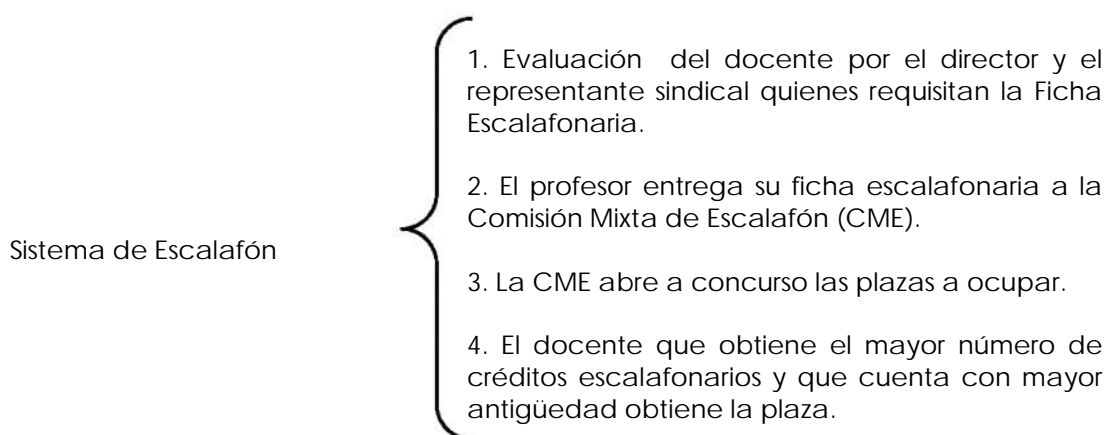 1. Evaluación del docente por el director y el
representante sindical quienes requisitan la Ficha
Escalafonaria.
2. El profesor entrega su ficha escalafonaria a la
Comisión Mixta de Escalafón (CME).
Sistema de Escalafón
3. La CME abre a concurso las plazas a ocupar.
4. El docente que obtiene el mayor número de
créditos escalafonarios y que cuenta con mayor
antigüedad obtiene la plaza.